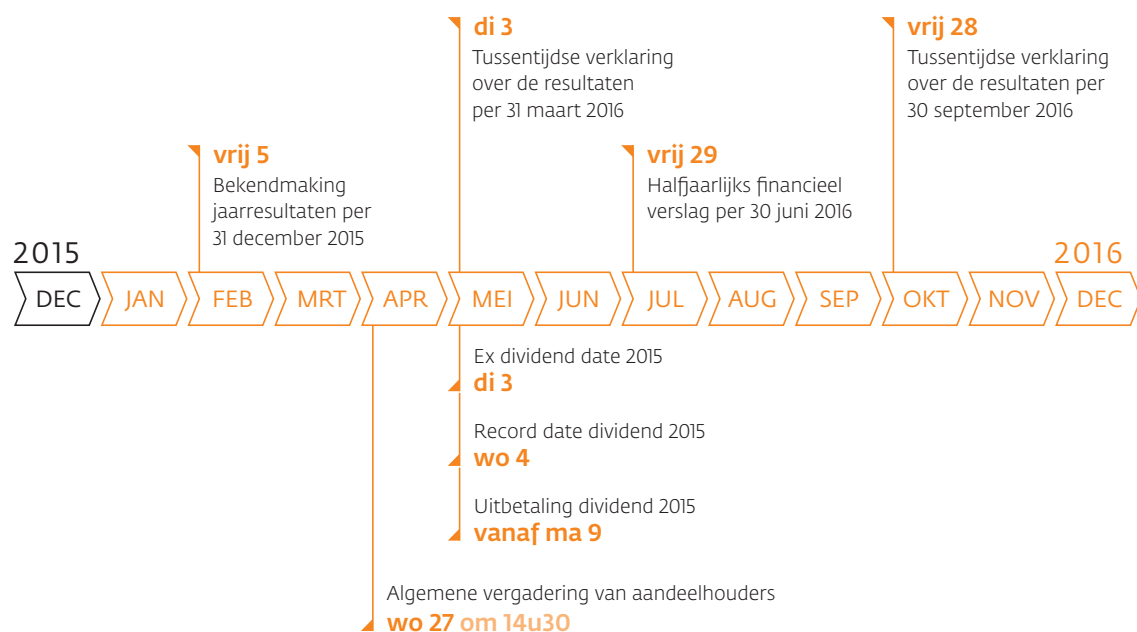 di 3
Tussentijdse verklaring
over de resultaten
per 31 maart 2016
vrij 28
Tussentijdse verklaring
over de resultaten per
30 september 2016
vrij 5
Bekendmaking
jaarresultaten per
31 december 2015
vrij 29
Halfjaarlijks financieel
verslag per 30 juni 2016
2015
2016
DEC JAN FEB MRT APR MEI JUN JUL AUG SEP OKT NOV DEC
Ex dividend date 2015
di 3
Record date dividend 2015
wo 4
Uitbetaling dividend 2015
vanaf ma 9
Algemene vergadering van aandeelhouders
wo 27 om 14u30